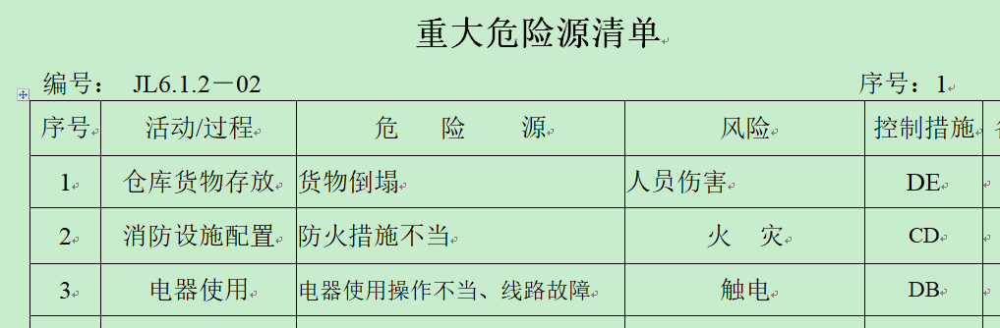 重大危险源清单
编号： JL6.1.2－02 序号：1
序号 活动/过程 危 险 源 风险 控制措施
1 仓库货物存放 货物倒塌 人员伤害 DE
2 消防设施配置 防火措施不当 火 灾 CD
3 电器使用 电器使用操作不当、线路故障 触电 DB